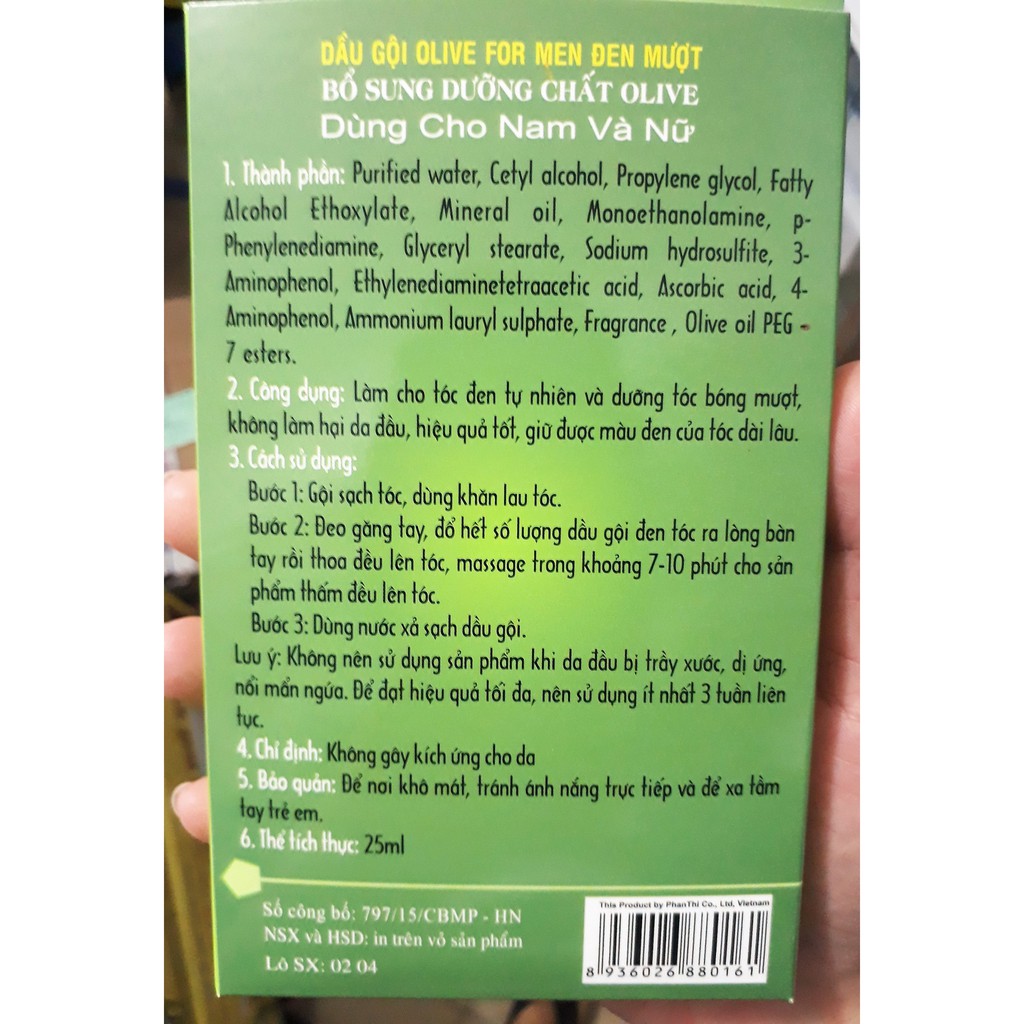 DẦU GỘI OLIVE FOR MEN ĐEN MƯỢT
BỔ SUNG DƯỠNG CHẤT OLIVE
Dùng Cho Nam Và Nữ
1. Thành phần: Purified water, Cetyl alcohol, Propylene glycol, Fatty
Alcohol Ethoxylate, Mineral oil, Monoethanolamine, p-
Phenylenediamine, Glyceryl stearate, Sodium hydrosulfite, 3-
Aminophenol, Ethylenediaminetetraacetic acid, Ascorbic acid, 4-
Aminophenol, Ammonium lauryl sulphate, Fragrance , Olive oil PEG -
7 esters.
2. Công dụng: Làm cho tóc đen tự nhiên và dưỡng tóc bóng mượt,
không làm hại da đầu, hiệu quả tốt, giữ được màu đen của tóc dài lâu.
3. Cách sử dụng:
Bước 1: Gội sạch tóc, dùng khăn lau tóc.
Bước 2: Đeo găng tay, đổ hết số lượng dầu gội đen tóc ra lòng bàn
tay rồi thoa đều lên tóc, massage trong khoảng 7-10 phút cho sản
phẩm thấm đều lên tóc.
Bước 3: Dùng nước xả sạch dầu gội.
Lưu ý: Không nên sử dụng sản phẩm khi da đầu bị trầy xước, dị ứng,
nổi mẩn ngứa. Để đạt hiệu quả tối đa, nên sử dụng ít nhất 3 tuần liên
tục.
4. Chỉ định: Không gây kích ứng cho da
5. Bảo quản: Để nơi khô mát, tránh ánh nắng trực tiếp và để xa tầm
tay trẻ em.
6. Thể tích thực: 25ml
Số công bố: 797/15/CBMP - HN
NSX và HSD: in trên vỏ sản phẩm
Lô SX: 02 04
This Product by PhanThi Co., Ltd, Vietnam
8 936026 880161